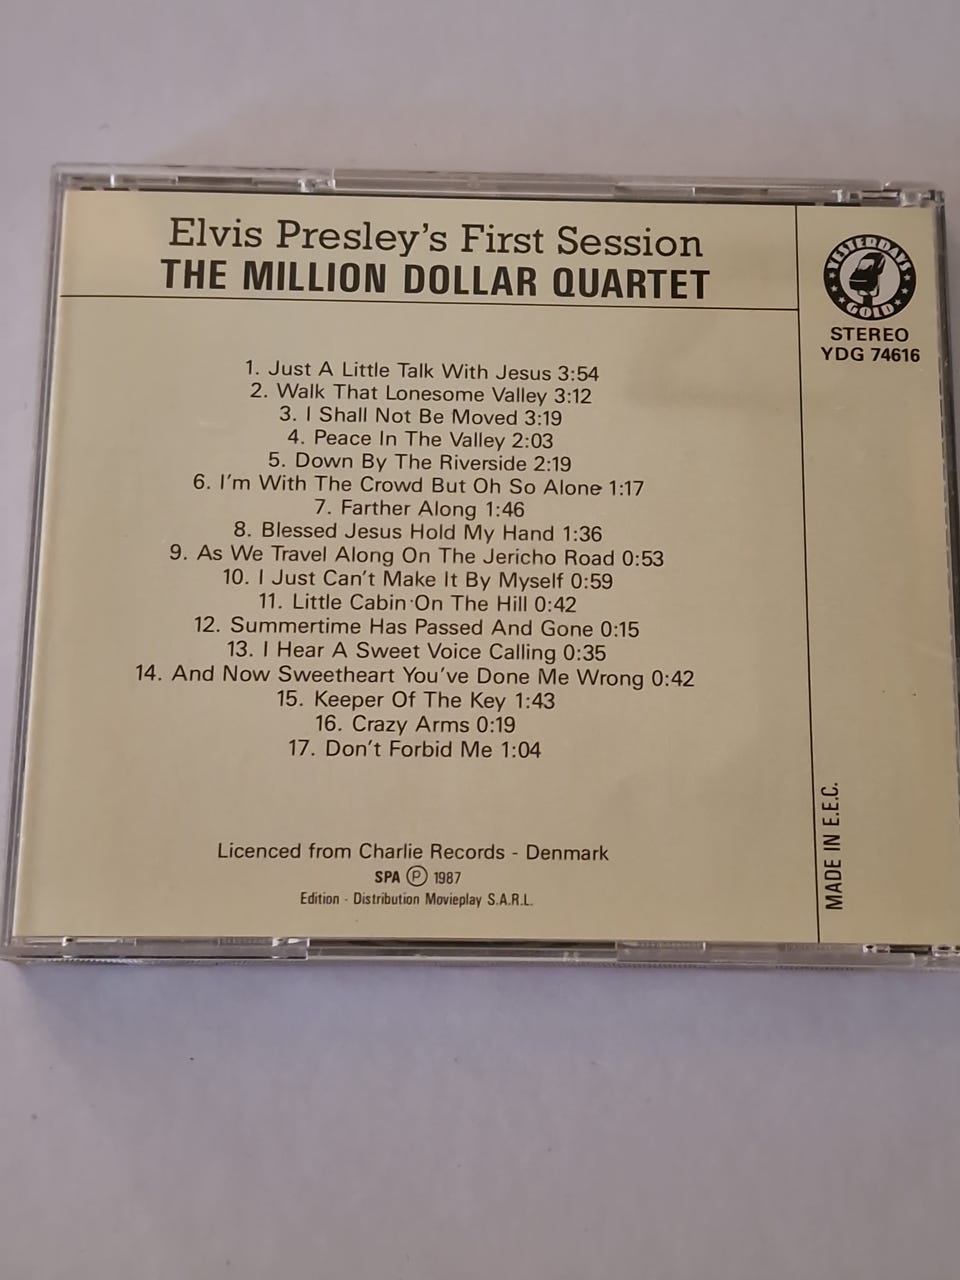 Elvis Presley's First Session
THE MILLION DOLLAR QUARTET
1. Just A Little Talk With Jesus 3:54
2. Walk That Lonesome Valley 3:12
3. I Shall Not Be Moved 3:19
4. Peace In The Valley 2:03
5. Down By The Riverside 2:19
6. I'm With The Crowd But Oh So Alone 1:17
7. Farther Along 1:46
8. Blessed Jesus Hold My Hand 1:36
9. As We Travel Along On The Jericho Road 0:53
10. I Just Can't Make It By Myself 0:59
11. Little Cabin On The Hill 0:42
12. Summertime Has Passed And Gone 0:15
13. I Hear A Sweet Voice Calling 0:35
14. And Now Sweetheart You've Done Me Wrong 0:42
15. Keeper Of The Key 1:43
16. Crazy Arms 0:19
17. Don't Forbid Me 1:04
Licenced from Charlie Records - Denmark
SPA ℗ 1987
Edition - Distribution Movieplay S.A.R.L.
YESTERDAYS
GOLD
STEREO
YDG 74616
MADE IN E.E.C.